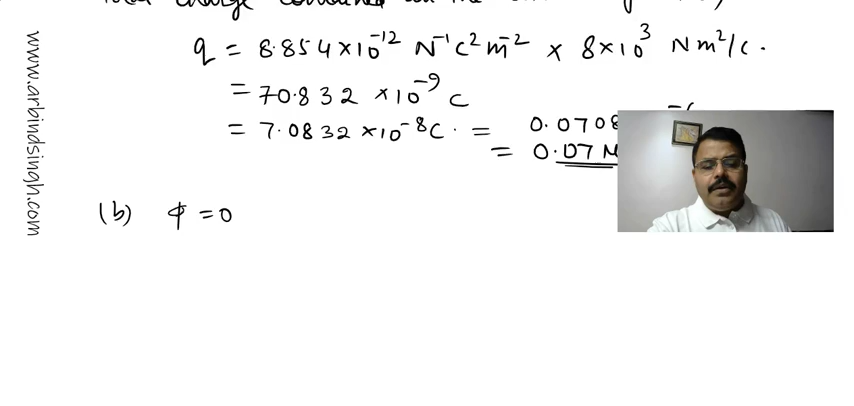 q = 8.854×10⁻¹² N⁻¹C²m⁻² × 8×10³ Nm²/C.
= 70.832 ×10⁻⁹ C
= 7.0832 ×10⁻⁸C. = 0.0708
= 0.07
(b) φ = 0
www.arbindsingh.com